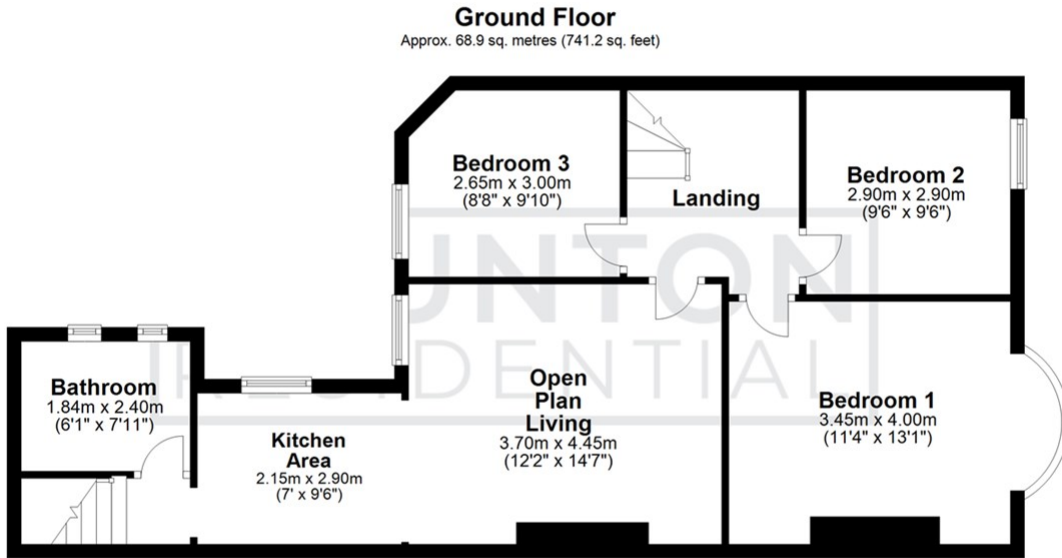 Ground Floor
Approx. 68.9 sq. metres (741.2 sq. feet)
Bedroom 3
2.65m x 3.00m
(8'8" x 9'10")
Landing
Bedroom 2
2.90m x 2.90m
(9'6" x 9'6")
UNTON
RESIDENTIAL
Bathroom
1.84m x 2.40m
(6'1" x 7'11")
Kitchen
Area
2.15m x 2.90m
(7' x 9'6")
Open
Plan
Living
3.70m x 4.45m
(12'2" x 14'7")
Bedroom 1
3.45m x 4.00m
(11'4" x 13'1")